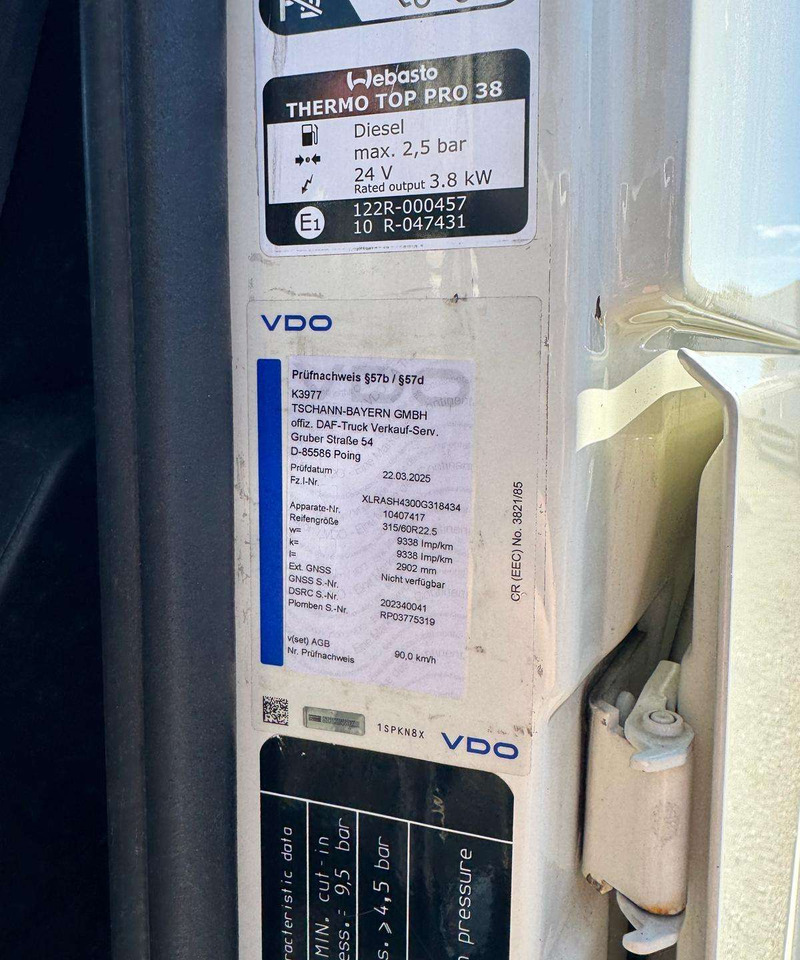 Webasto
THERMO TOP PRO 38
Diesel
max. 2,5 bar
24 V
Rated output 3.8 kW
E1
122R-000457
10 R-047431
VDO
Prüfnachweis §57b / §57d
K3977
TSCHANN-BAYERN GMBH
offiz. DAF-Truck Verkauf-Serv.
Gruber Straße 54
D-85586 Poing
Prüfdatum 22.03.2025
Fz.I-Nr.
XLRASH4300G318434
Apparate-Nr. 10407417
Reifengröße 315/60R22.5
w= 9338 Imp/km
k= 9338 Imp/km
l= 2902 mm
Ext. GNSS Nicht verfügbar
GNSS S.-Nr.
DSRC S.-Nr. 202340041
Plomben S.-Nr. RP03775319
v(set) AGB 90,0 km/h
Nr. Prüfnachweis
CR (EEC) No. 3821/85
1SPKN8X
VDO
racteristic data
MIN. cut-in
ess.= 9,5 bar
s. ≥ 4,5 bar
pressure